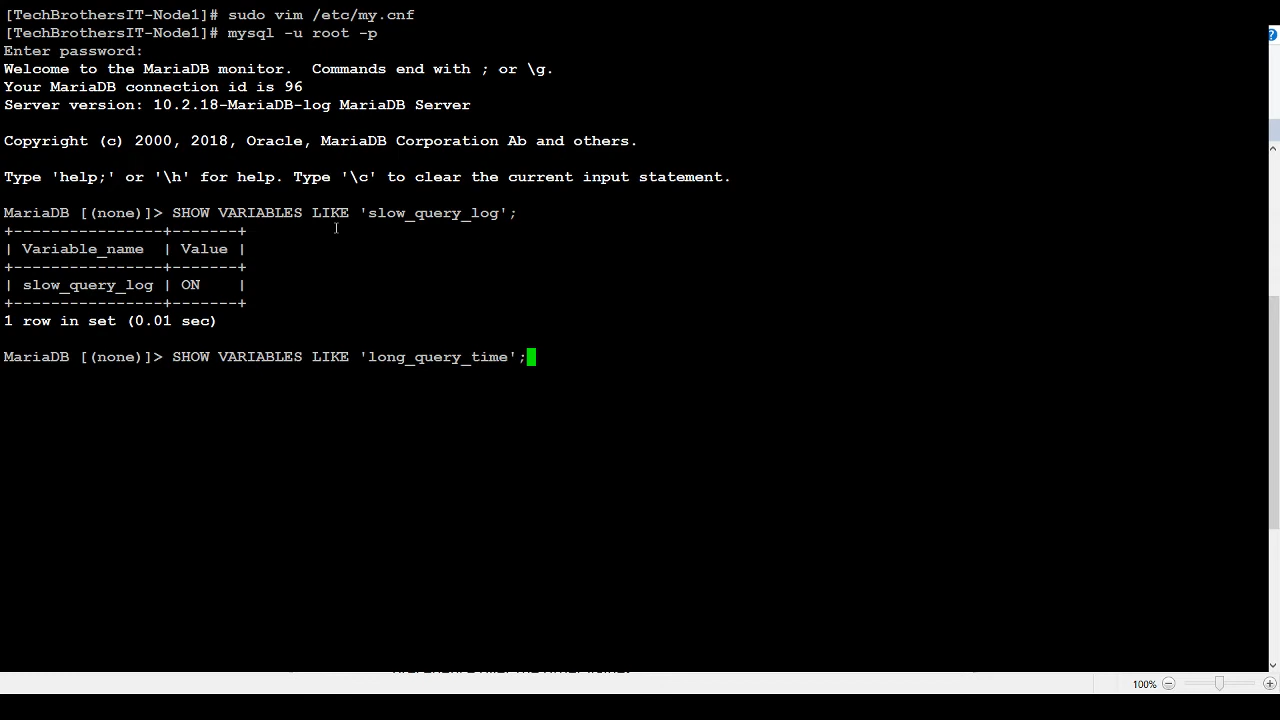 [TechBrothersIT-Node1]# sudo vim /etc/my.cnf
[TechBrothersIT-Node1]# mysql -u root -p
Enter password:
Welcome to the MariaDB monitor.  Commands end with ; or \g.
Your MariaDB connection id is 96
Server version: 10.2.18-MariaDB-log MariaDB Server

Copyright (c) 2000, 2018, Oracle, MariaDB Corporation Ab and others.

Type 'help;' or '\h' for help. Type '\c' to clear the current input statement.

MariaDB [(none)]> SHOW VARIABLES LIKE 'slow_query_log';
+----------------+-------+
| Variable_name  | Value |
+----------------+-------+
| slow_query_log | ON    |
+----------------+-------+
1 row in set (0.01 sec)

MariaDB [(none)]> SHOW VARIABLES LIKE 'long_query_time';
100%